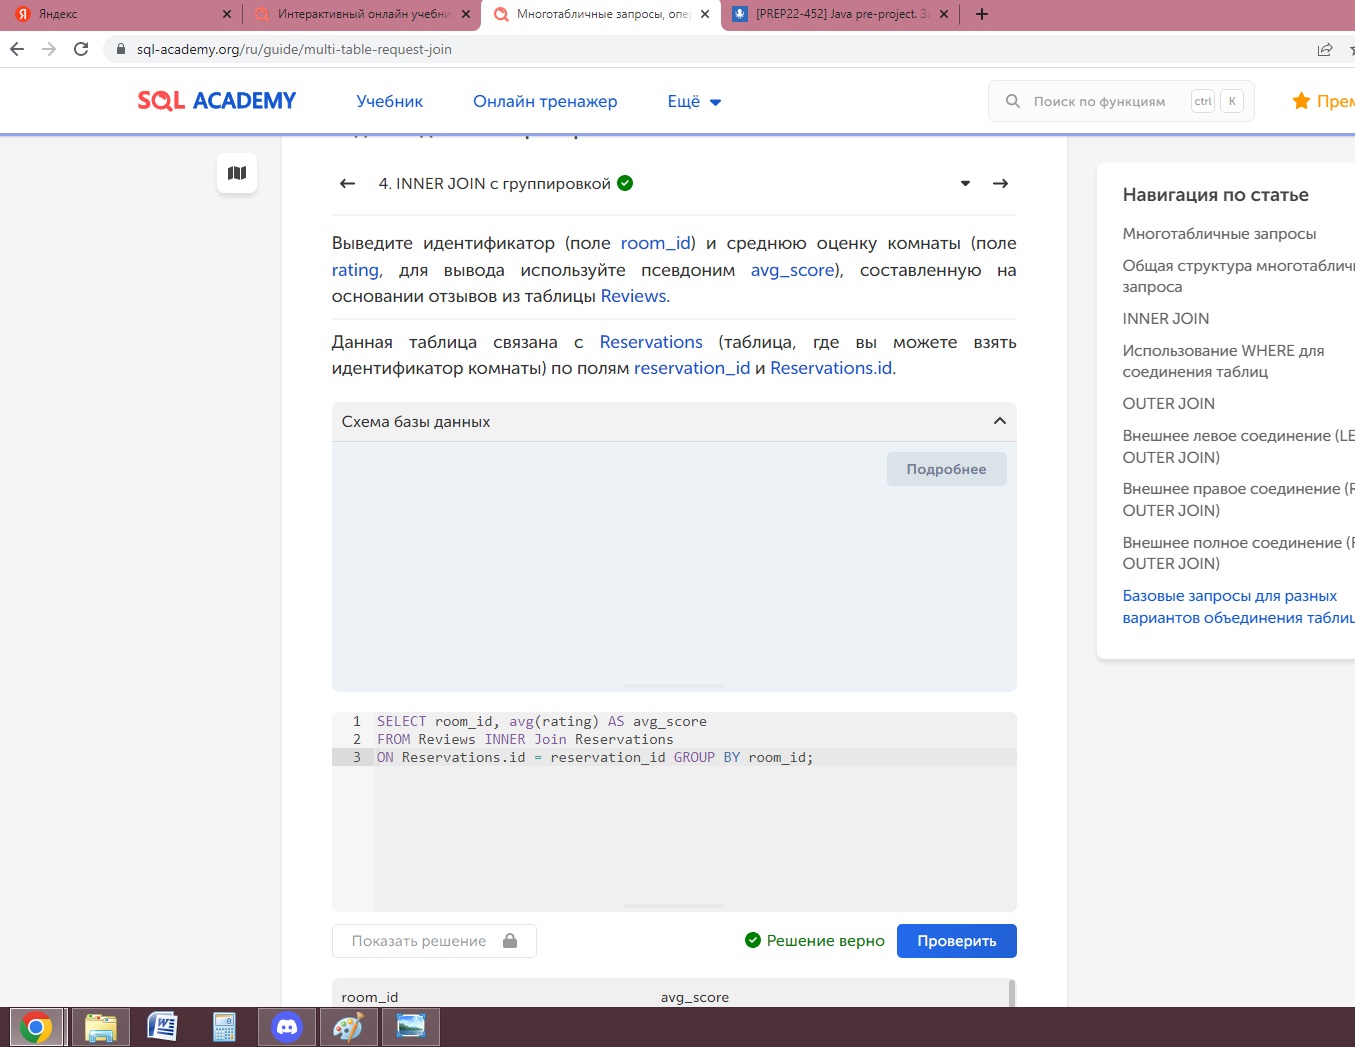 Яндекс
Интерактивный онлайн учебни
Многотабличные запросы, опе
[PREP22-452] Java pre-project. За
sql-academy.org/ru/guide/multi-table-request-join
SQL ACADEMY
Учебник
Онлайн тренажер
Ещё
Поиск по функциям
ctrl
K
Прем
4. INNER JOIN с группировкой
Выведите идентификатор (поле room_id) и среднюю оценку комнаты (поле
rating, для вывода используйте псевдоним avg_score), составленную на
основании отзывов из таблицы Reviews.
Данная таблица связана с Reservations (таблица, где вы можете взять
идентификатор комнаты) по полям reservation_id и Reservations.id.
Схема базы данных
Подробнее
1 SELECT room_id, avg(rating) AS avg_score
2 FROM Reviews INNER Join Reservations
3 ON Reservations.id = reservation_id GROUP BY room_id;
Показать решение
Решение верно
Проверить
room_id
avg_score
Навигация по статье
Многотабличные запросы
Общая структура многотабличн
запроса
INNER JOIN
Использование WHERE для
соединения таблиц
OUTER JOIN
Внешнее левое соединение (LE
OUTER JOIN)
Внешнее правое соединение (R
OUTER JOIN)
Внешнее полное соединение (F
OUTER JOIN)
Базовые запросы для разных
вариантов объединения таблиц